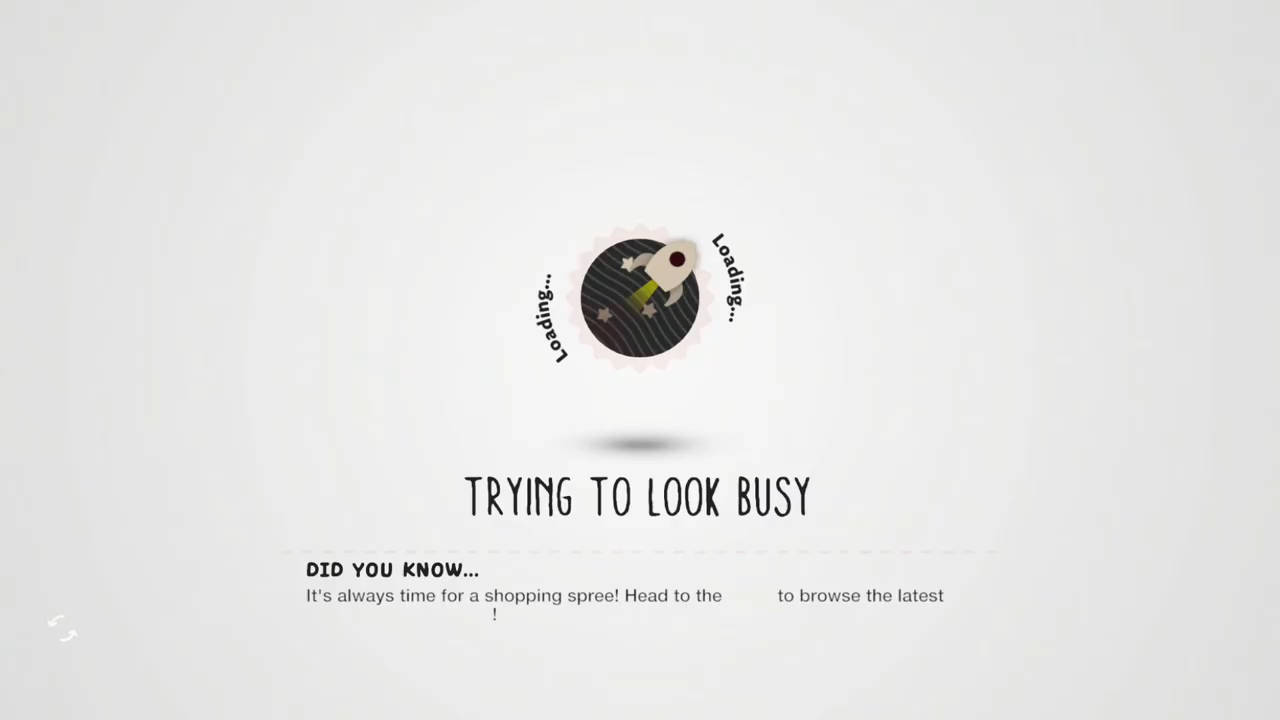 Loading...
Loading...
TRYING TO LOOK BUSY
DID YOU KNOW...
It's always time for a shopping spree! Head to the to browse the latest
!